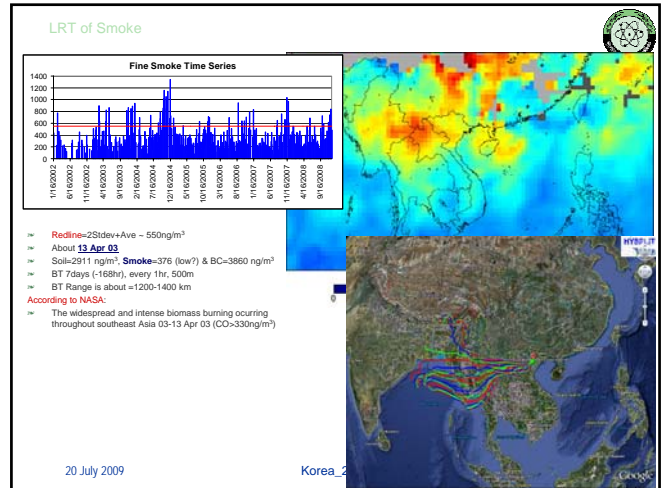 LRT of Smoke
Fine Smoke Time Series
1400
1200
1000
800
600
400
200
0
1/16/2002
6/16/2002
11/16/2002
4/16/2003
9/16/2003
2/16/2004
7/16/2004
12/16/2004
5/16/2005
10/16/2005
3/16/2006
8/16/2006
1/16/2007
6/16/2007
11/16/2007
4/16/2008
9/16/2008
Redline=2Stdev+Ave ~ 550ng/m³
About 13 Apr 03
Soil=2911 ng/m³, Smoke=376 (low?) & BC=3860 ng/m³
BT 7days (-168hr), every 1hr, 500m
BT Range is about =1200-1400 km
According to NASA:
The widespread and intense biomass burning ocurring
throughout southeast Asia 03-13 Apr 03 (CO>330ng/m³)
0
HYSPLIT
Google
20 July 2009
Korea_2